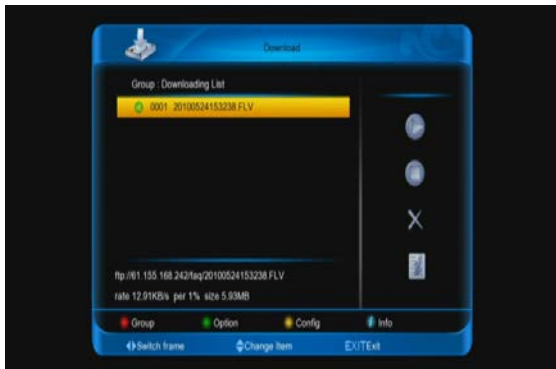 Download
Group : Downloading List
0001 20100524153238.FLV
ftp://61.155.168.242/faq/20100524153238.FLV
rate 12.91KB/s per 1% size 5.93MB
Group Option Config Info
Switch frame Change Item EXIT Exit